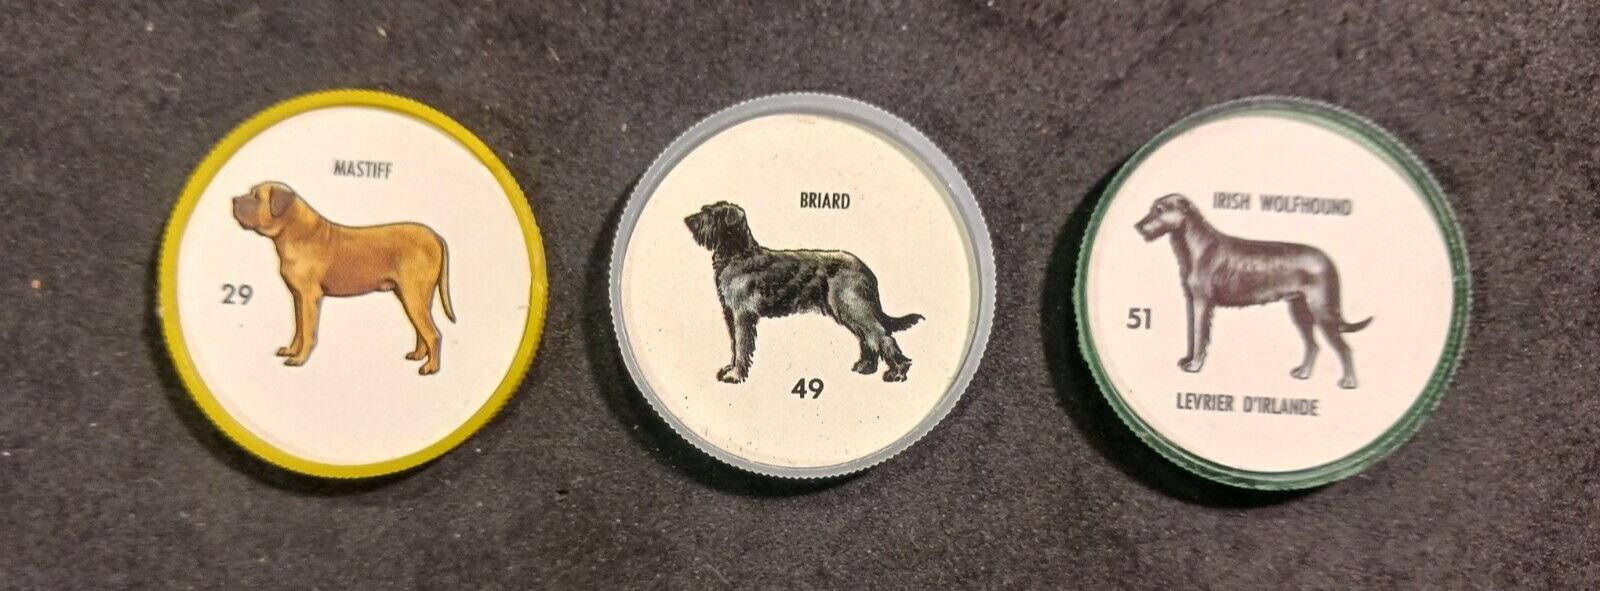 MASTIFF
29
BRIARD
49
IRISH WOLFHOUND
51
LEVRIER D'IRLANDE